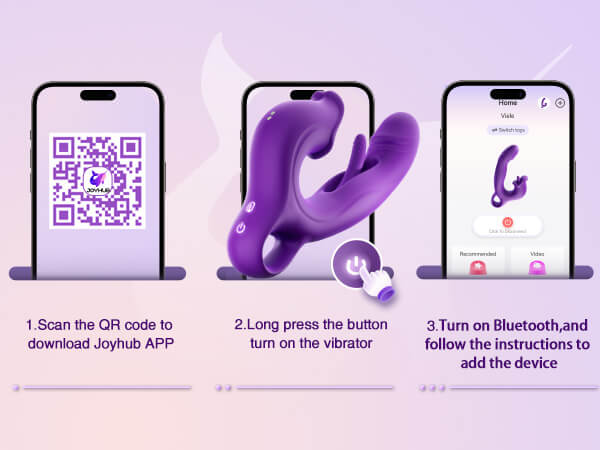 JOYHUB
1.Scan the QR code to
download Joyhub APP
2.Long press the button
turn on the vibrator
Home
Viele
⇌ Switch toys
Click to Disconnect
Recommended
Video
3.Turn on Bluetooth,and
follow the instructions to
add the device